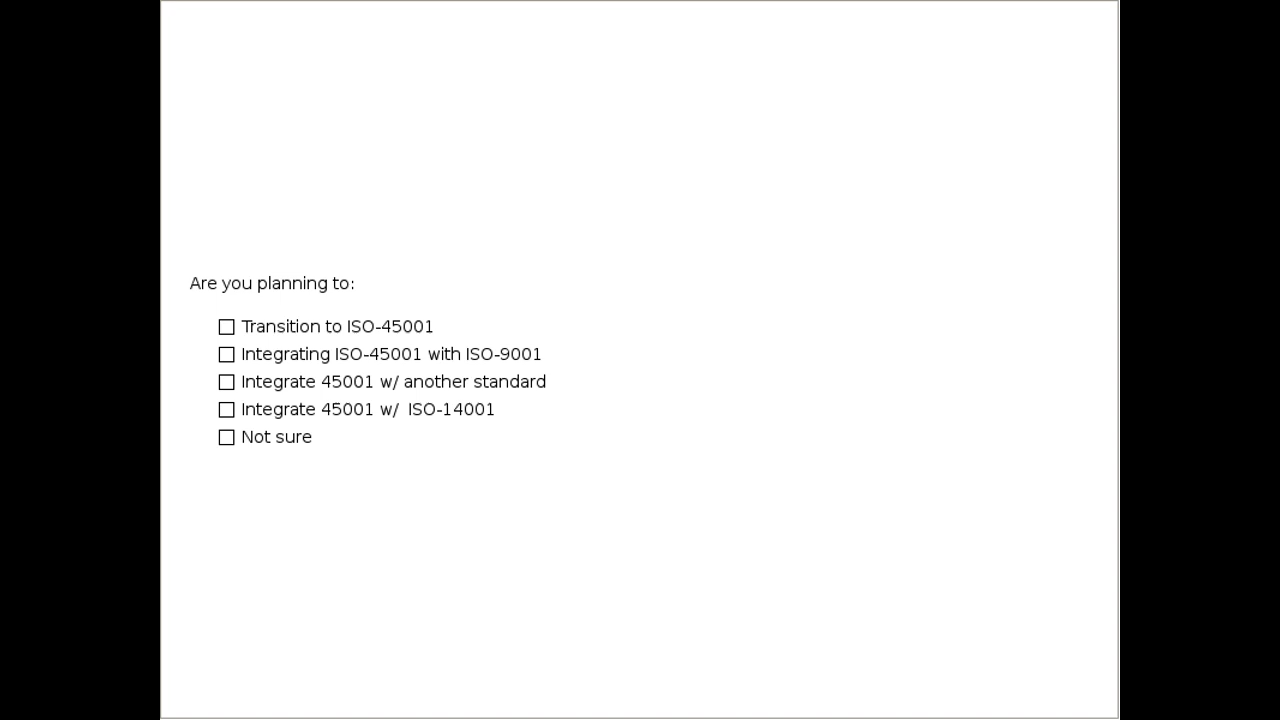 Are you planning to:
Transition to ISO-45001
Integrating ISO-45001 with ISO-9001
Integrate 45001 w/ another standard
Integrate 45001 w/  ISO-14001
Not sure